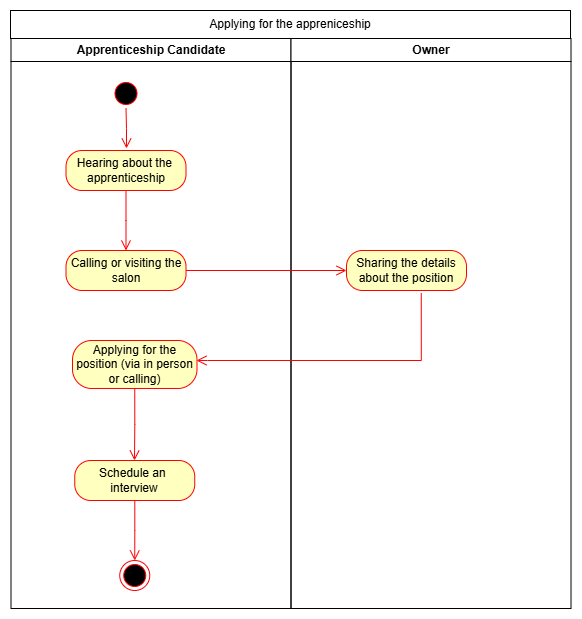 Applying for the appreniceship
Apprenticeship Candidate
Owner
Hearing about the
apprenticeship
Calling or visiting the
salon
Sharing the details
about the position
Applying for the
position (via in person
or calling)
Schedule an
interview